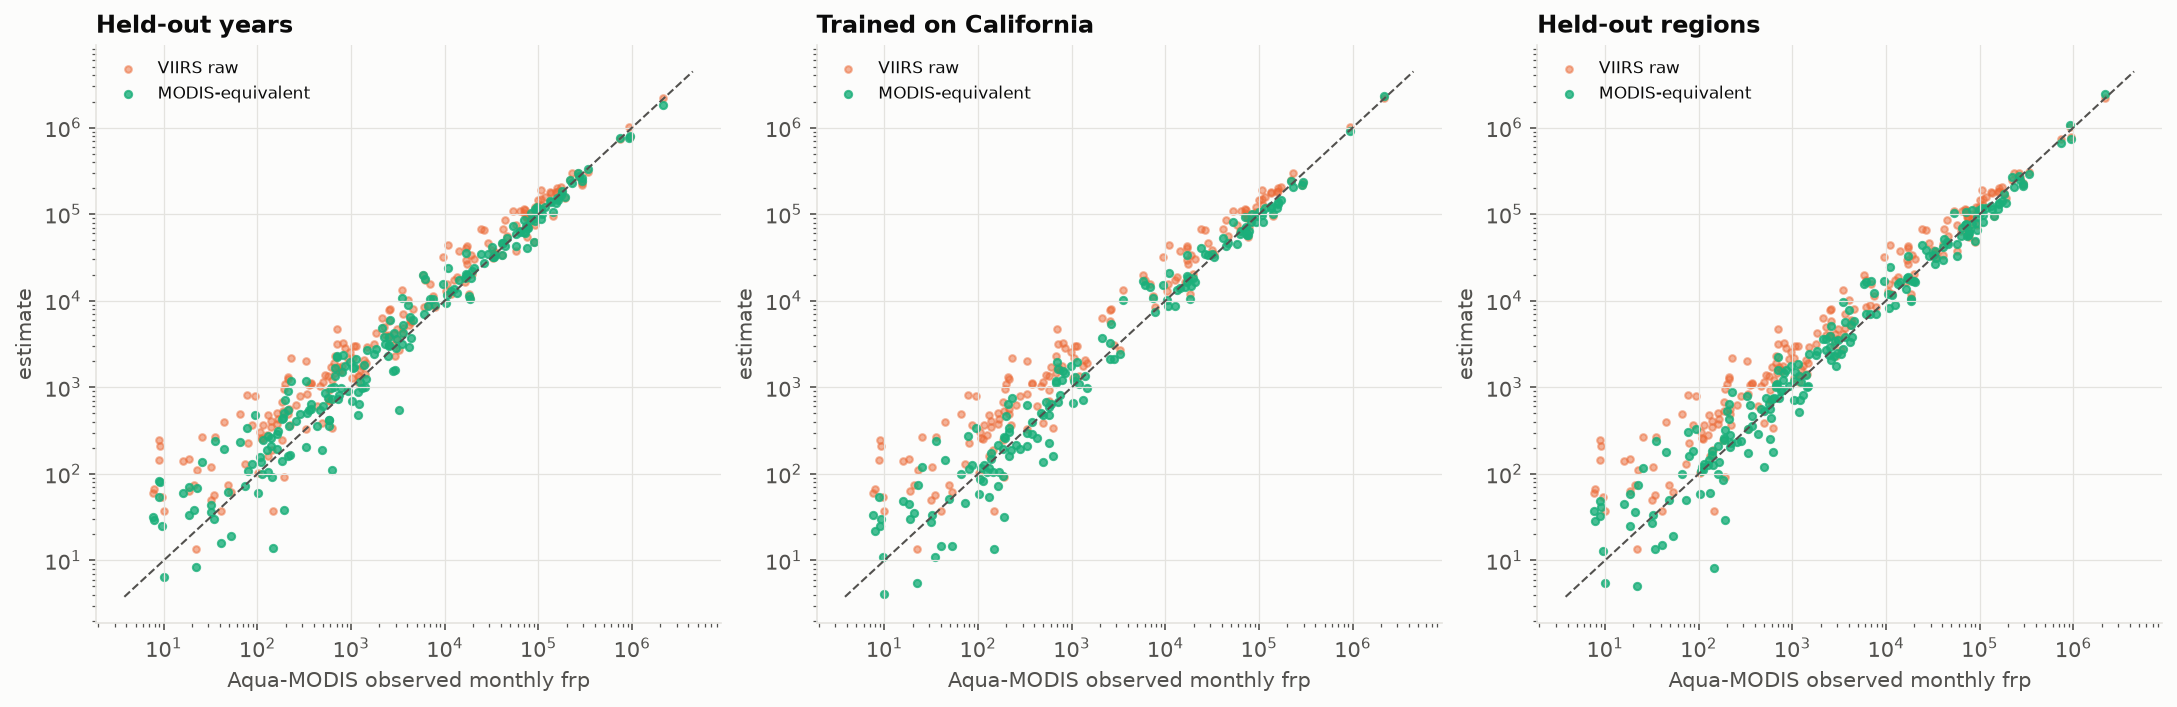 Held-out years
VIIRS raw
MODIS-equivalent
10^6
10^5
10^4
10^3
10^2
10^1
estimate
10^1 10^2 10^3 10^4 10^5 10^6
Aqua-MODIS observed monthly frp
Trained on California
VIIRS raw
MODIS-equivalent
10^6
10^5
10^4
10^3
10^2
10^1
estimate
10^1 10^2 10^3 10^4 10^5 10^6
Aqua-MODIS observed monthly frp
Held-out regions
VIIRS raw
MODIS-equivalent
10^6
10^5
10^4
10^3
10^2
10^1
estimate
10^1 10^2 10^3 10^4 10^5 10^6
Aqua-MODIS observed monthly frp